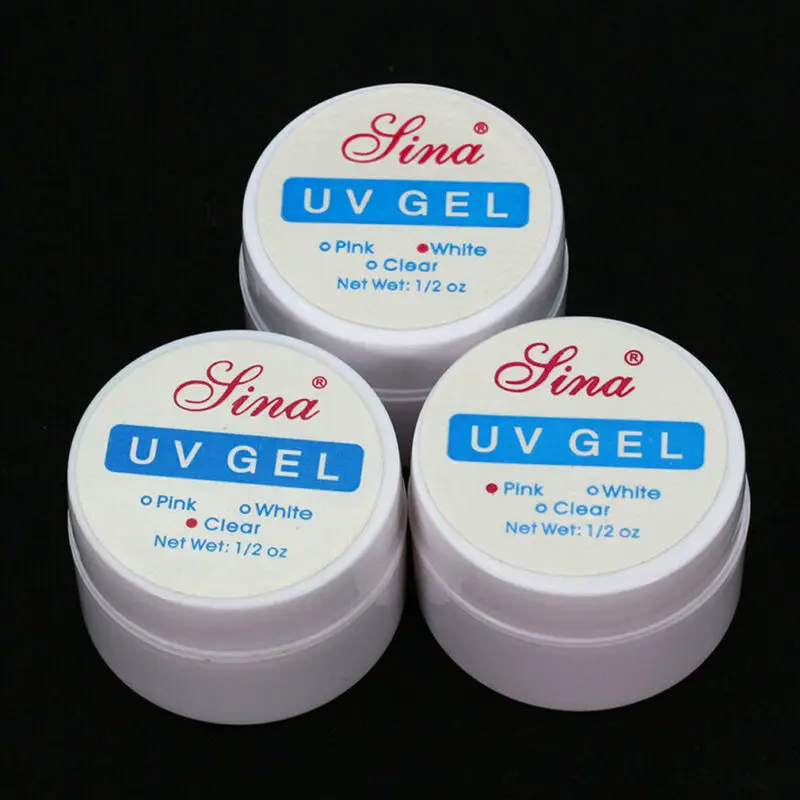 Sina®
UV GEL
Pink White
Clear
Net Wet: 1/2 oz
Sina®
UV GEL
Pink White
Clear
Net Wet: 1/2 oz
Sina®
UV GEL
Pink White
Clear
Net Wet: 1/2 oz